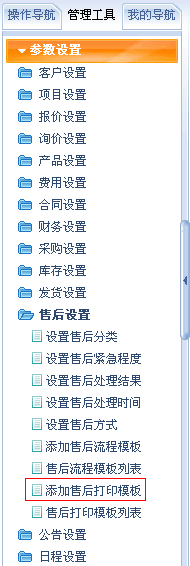 操作导航 管理工具 我的导航
参数设置
客户设置
项目设置
报价设置
询价设置
产品设置
费用设置
合同设置
财务设置
采购设置
库存设置
发货设置
售后设置
设置售后分类
设置售后紧急程度
设置售后处理结果
设置售后处理时间
设置售后方式
添加售后流程模板
售后流程模板列表
添加售后打印模板
售后打印模板列表
公告设置
日程设置